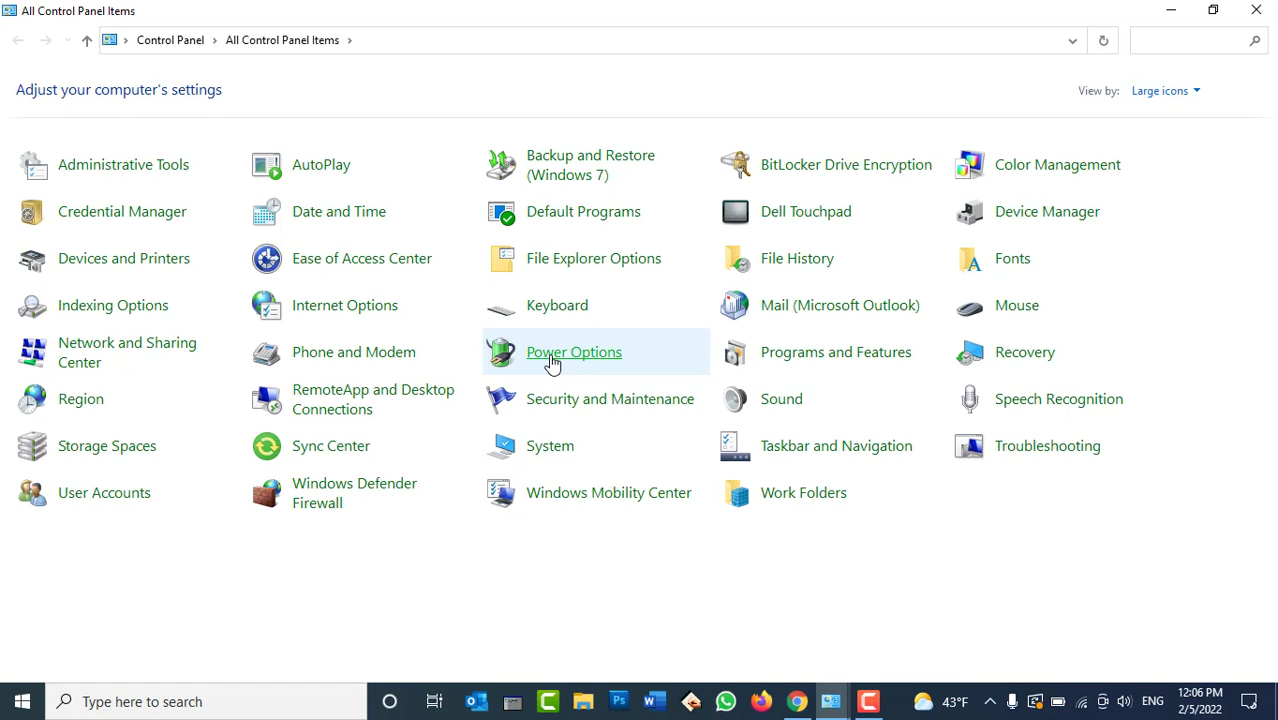 All Control Panel Items
Control Panel
All Control Panel Items
Adjust your computer's settings
View by:
Large icons
Administrative Tools
AutoPlay
Backup and Restore
(Windows 7)
BitLocker Drive Encryption
Color Management
Credential Manager
Date and Time
Default Programs
Dell Touchpad
Device Manager
Devices and Printers
Ease of Access Center
File Explorer Options
File History
Fonts
Indexing Options
Internet Options
Keyboard
Mail (Microsoft Outlook)
Mouse
Network and Sharing
Center
Phone and Modem
Power Options
Programs and Features
Recovery
Region
RemoteApp and Desktop
Connections
Security and Maintenance
Sound
Speech Recognition
Storage Spaces
Sync Center
System
Taskbar and Navigation
Troubleshooting
User Accounts
Windows Defender
Firewall
Windows Mobility Center
Work Folders
Type here to search
43°F
ENG
12:06 PM
2/5/2022